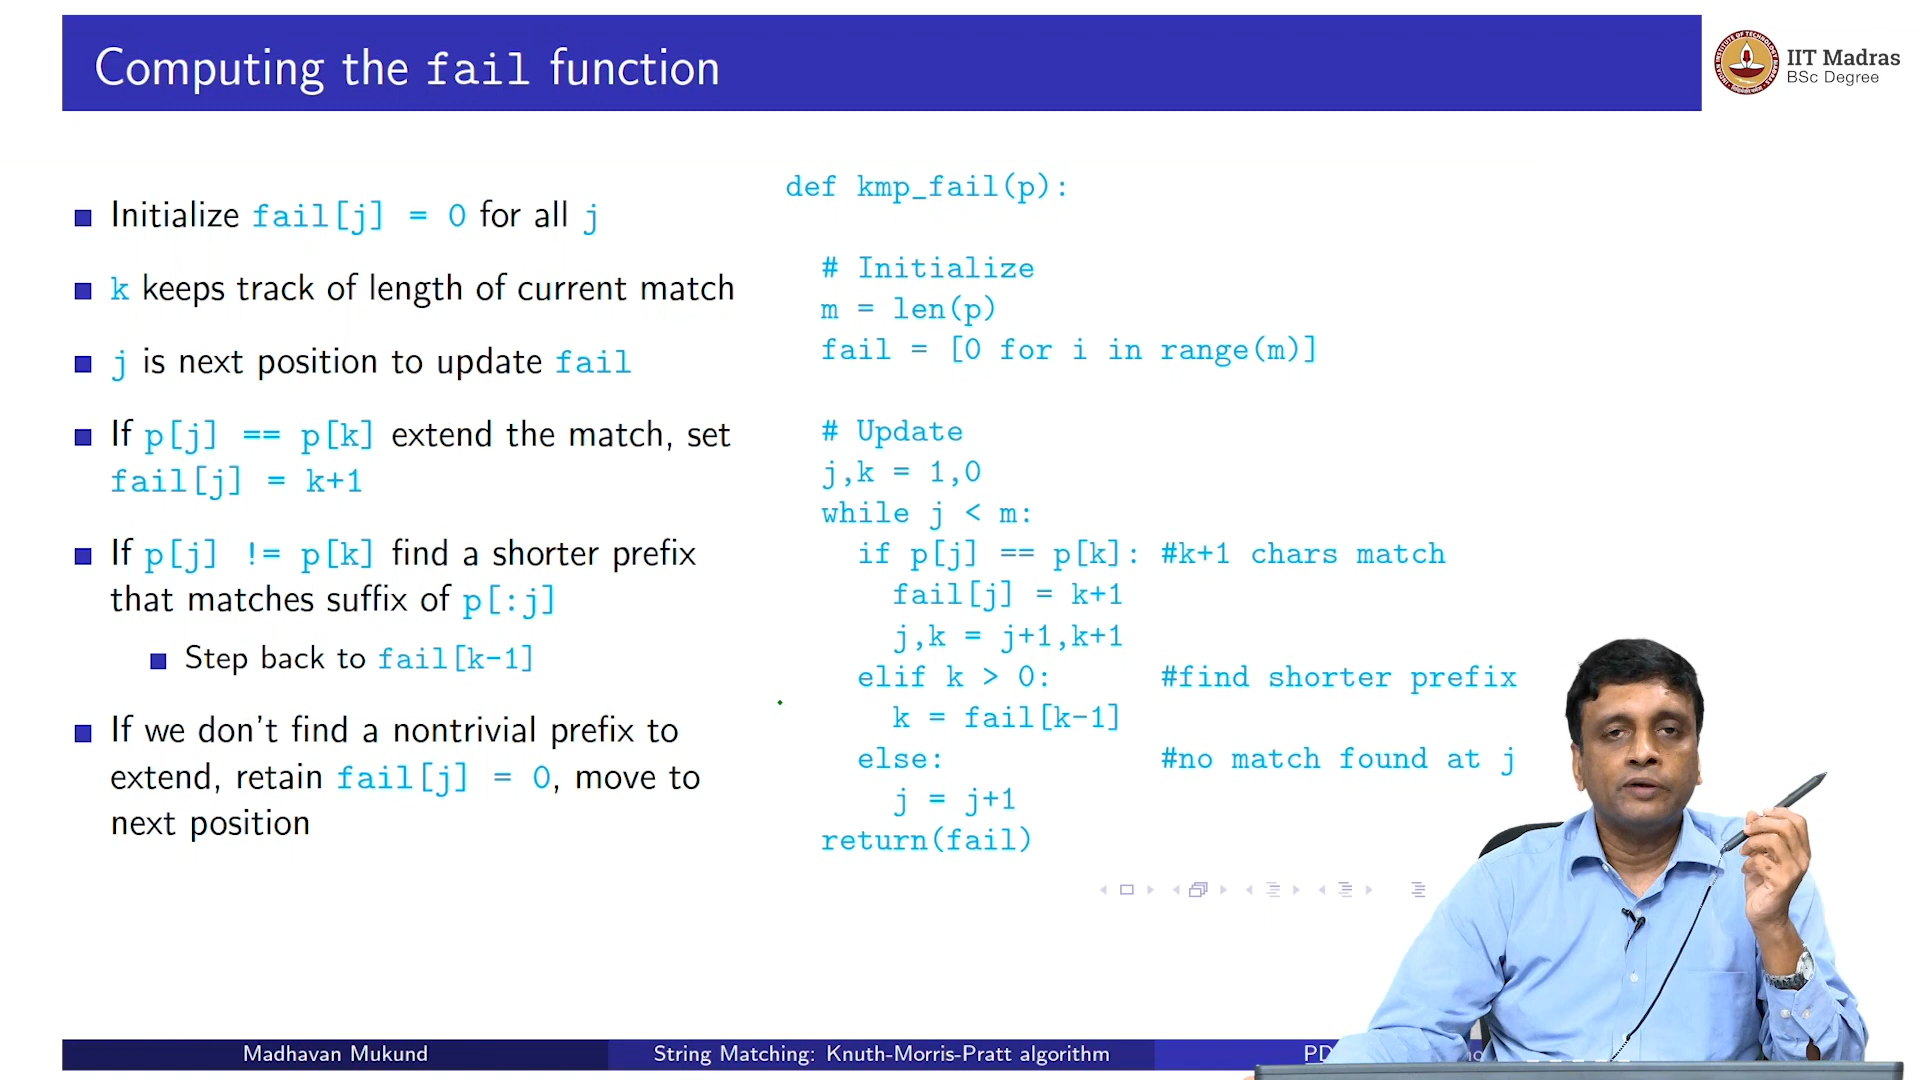 Computing the fail function
IIT Madras
BSc Degree
Initialize fail[j] = 0 for all j
k keeps track of length of current match
j is next position to update fail
If p[j] == p[k] extend the match, set
fail[j] = k+1
If p[j] != p[k] find a shorter prefix
that matches suffix of p[:j]
Step back to fail[k-1]
If we don't find a nontrivial prefix to
extend, retain fail[j] = 0, move to
next position
def kmp_fail(p):
# Initialize
m = len(p)
fail = [0 for i in range(m)]
# Update
j,k = 1,0
while j < m:
if p[j] == p[k]: #k+1 chars match
fail[j] = k+1
j,k = j+1,k+1
elif k > 0: #find shorter prefix
k = fail[k-1]
else: #no match found at j
j = j+1
return(fail)
Madhavan Mukund
String Matching: Knuth-Morris-Pratt algorithm